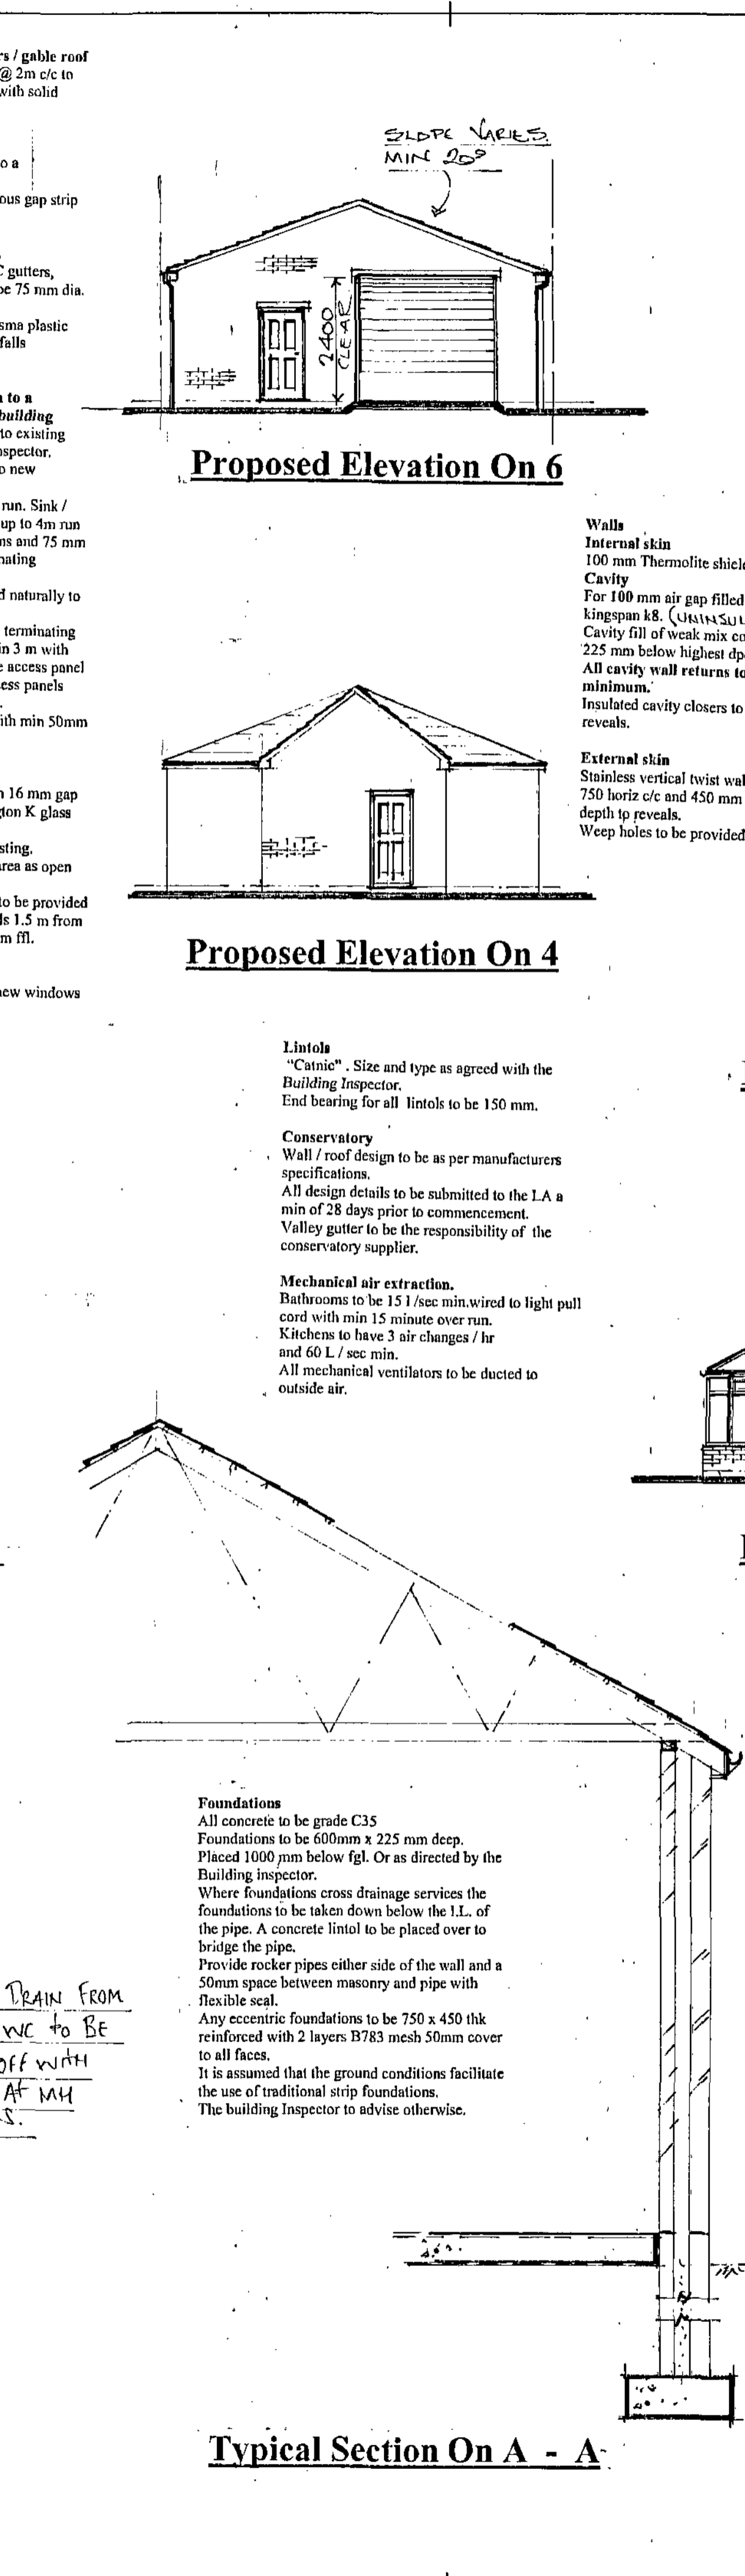 rs / gable roof
@ 2m c/c to
with solid
o a
ous gap strip
C gutters,
be 75 mm dia.
sma plastic
falls
n to a
building
to existing
nspector.
o new
run. Sink /
up to 4m run
ns and 75 mm
nating
d naturally to
terminating
in 3 m with
e access panel
ess panels
ith min 50mm
n 16 mm gap
gton K glass
sting.
area as open
to be provided
ls 1.5 m from
m ffl.
new windows
SLOPE VARIES.
MIN 20°
2400
CLEAR
Proposed Elevation On 6
Walls
Internal skin
100 mm Thermolite shiel
Cavity
For 100 mm air gap filled
kingspan k8. (UNINSUL
Cavity fill of weak mix co
225 mm below highest dp
All cavity wall returns to
minimum.
Insulated cavity closers to
reveals.
External skin
Stainless vertical twist wal
750 horiz c/c and 450 mm
depth tp reveals.
Weep holes to be provided
Proposed Elevation On 4
Lintols
"Catnic" . Size and type as agreed with the
Building Inspector.
End bearing for all lintols to be 150 mm.
Conservatory
Wall / roof design to be as per manufacturers
specifications.
All design details to be submitted to the LA a
min of 28 days prior to commencement.
Valley gutter to be the responsibility of the
conservatory supplier.
Mechanical air extraction.
Bathrooms to be 15 l /sec min.wired to light pull
cord with min 15 minute over run.
Kitchens to have 3 air changes / hr
and 60 L / sec min.
All mechanical ventilators to be ducted to
outside air.
Foundations
All concrete to be grade C35
Foundations to be 600mm x 225 mm deep.
Placed 1000 mm below fgl. Or as directed by the
Building inspector.
Where foundations cross drainage services the
foundations to be taken down below the I.L. of
the pipe. A concrete lintol to be placed over to
bridge the pipe.
Provide rocker pipes either side of the wall and a
50mm space between masonry and pipe with
flexible seal.
Any eccentric foundations to be 750 x 450 thk
reinforced with 2 layers B783 mesh 50mm cover
to all faces.
It is assumed that the ground conditions facilitate
the use of traditional strip foundations.
The building Inspector to advise otherwise.
DRAIN FROM
WC to BE
OFF WITH
At MH
S.
Typical Section On A - A